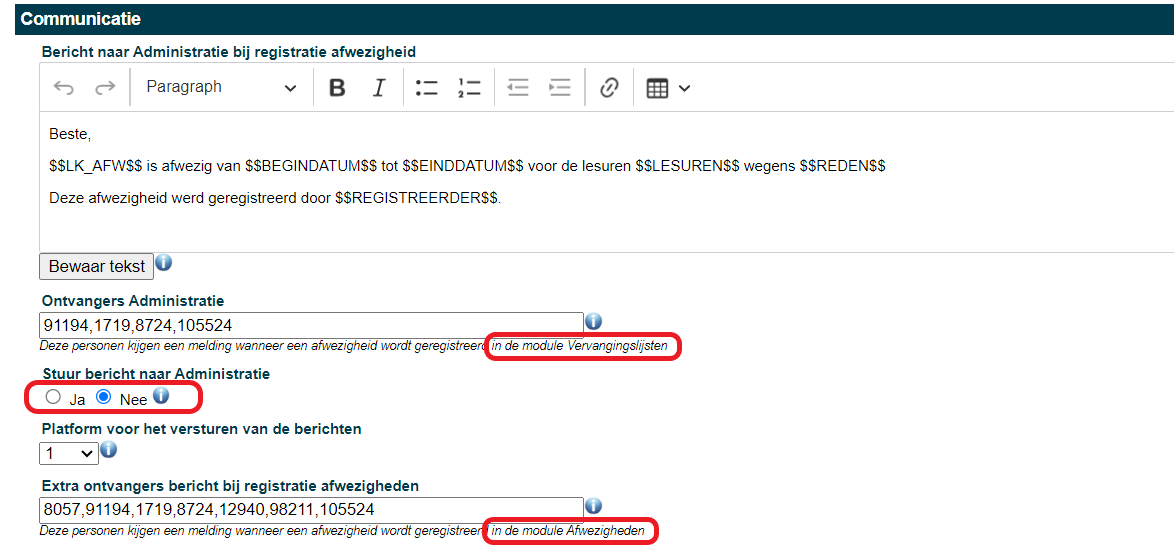 Communicatie
Bericht naar Administratie bij registratie afwezigheid
Paragraph
Beste,
$$LK_AFW$$ is afwezig van $$BEGINDATUM$$ tot $$EINDDATUM$$ voor de lesuren $$LESUREN$$ wegens $$REDEN$$
Deze afwezigheid werd geregistreerd door $$REGISTREERDER$$.
Bewaar tekst
Ontvangers Administratie
91194,1719,8724,105524
Deze personen kijgen een melding wanneer een afwezigheid wordt geregistreerd in de module Vervangingslijsten
Stuur bericht naar Administratie
Ja Nee
Platform voor het versturen van de berichten
1
Extra ontvangers bericht bij registratie afwezigheden
8057,91194,1719,8724,12940,98211,105524
Deze personen kijgen een melding wanneer een afwezigheid wordt geregistreerd in de module Afwezigheden